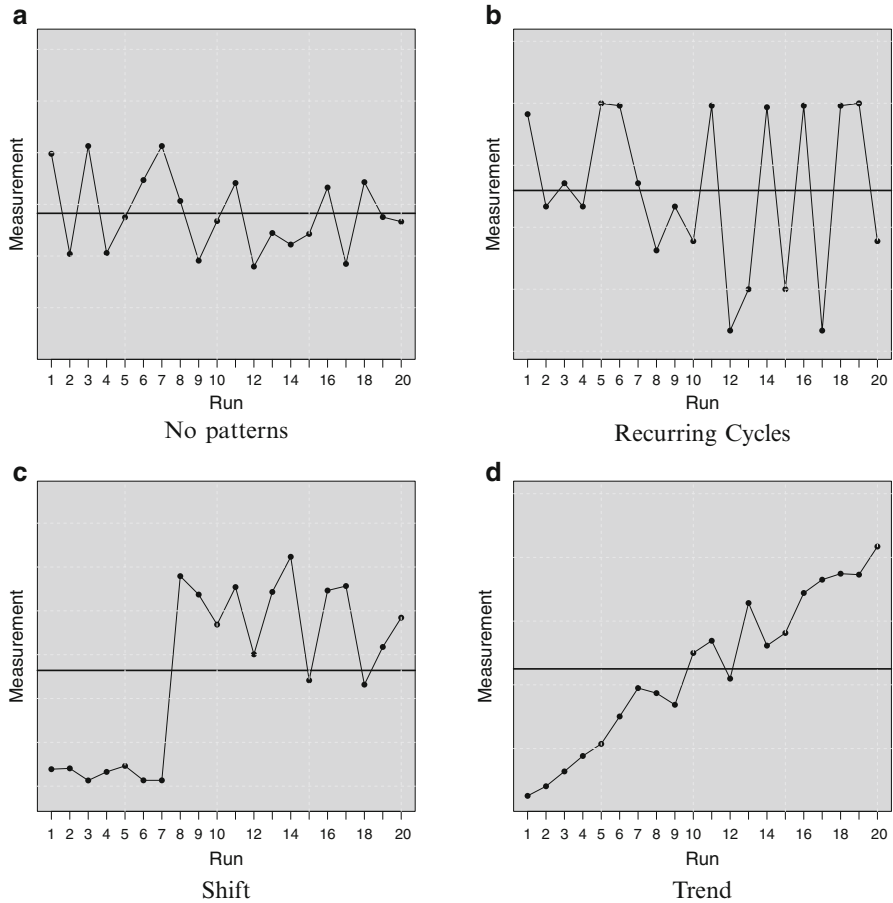 a
Measurement
1 2 3 4 5 6 7 8 9 10 12 14 16 18 20
Run
No patterns
b
Measurement
1 2 3 4 5 6 7 8 9 10 12 14 16 18 20
Run
Recurring Cycles
c
Measurement
1 2 3 4 5 6 7 8 9 10 12 14 16 18 20
Run
Shift
d
Measurement
1 2 3 4 5 6 7 8 9 10 12 14 16 18 20
Run
Trend